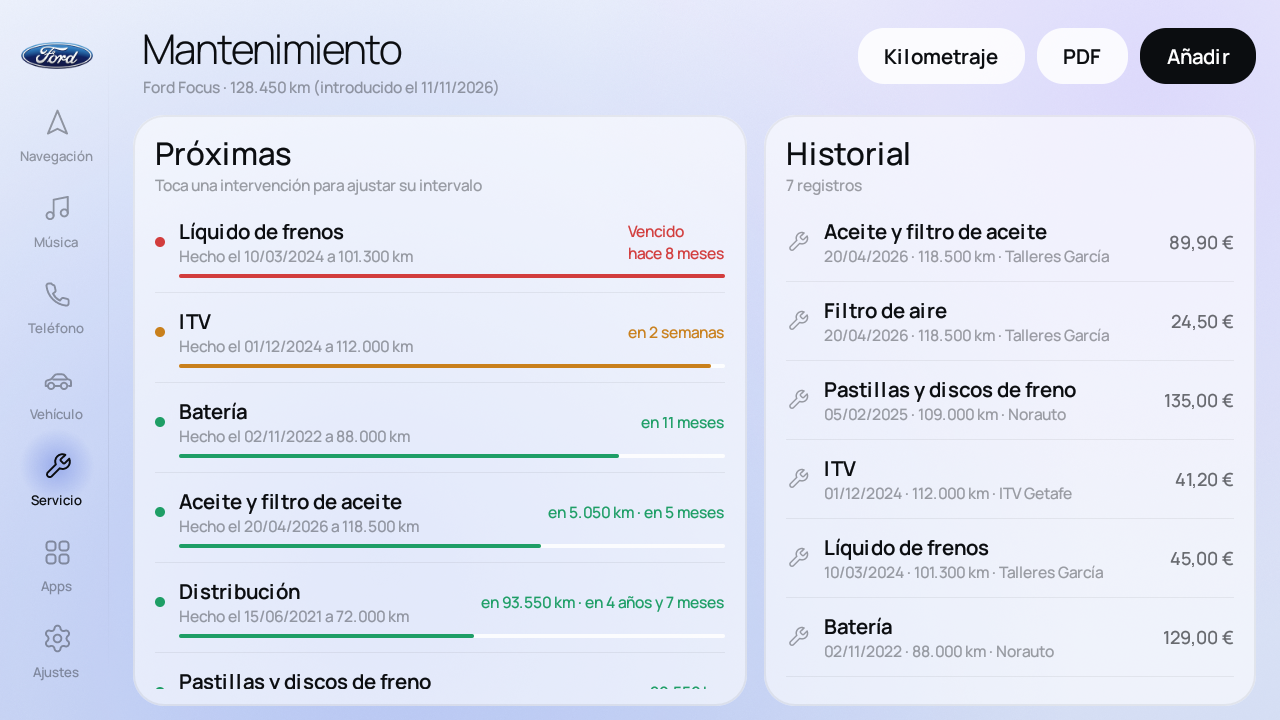 Ford
Navegación
Música
Teléfono
Vehículo
Servicio
Apps
Ajustes
Mantenimiento
Ford Focus · 128.450 km (introducido el 11/11/2026)
Kilometraje
PDF
Añadir
Próximas
Toca una intervención para ajustar su intervalo
Líquido de frenos
Hecho el 10/03/2024 a 101.300 km
Vencido
hace 8 meses
ITV
Hecho el 01/12/2024 a 112.000 km
en 2 semanas
Batería
Hecho el 02/11/2022 a 88.000 km
en 11 meses
Aceite y filtro de aceite
Hecho el 20/04/2026 a 118.500 km
en 5.050 km · en 5 meses
Distribución
Hecho el 15/06/2021 a 72.000 km
en 93.550 km · en 4 años y 7 meses
Pastillas y discos de freno
Historial
7 registros
Aceite y filtro de aceite
20/04/2026 · 118.500 km · Talleres García
89,90 €
Filtro de aire
20/04/2026 · 118.500 km · Talleres García
24,50 €
Pastillas y discos de freno
05/02/2025 · 109.000 km · Norauto
135,00 €
ITV
01/12/2024 · 112.000 km · ITV Getafe
41,20 €
Líquido de frenos
10/03/2024 · 101.300 km · Talleres García
45,00 €
Batería
02/11/2022 · 88.000 km · Norauto
129,00 €